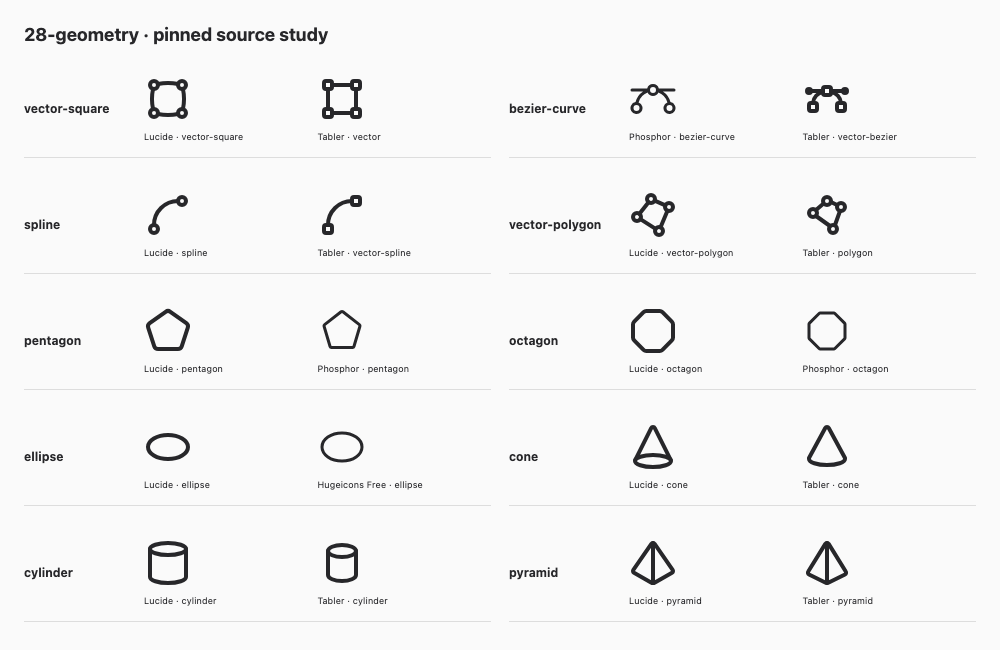 28-geometry · pinned source study
vector-square
Lucide · vector-square
Tabler · vector
bezier-curve
Phosphor · bezier-curve
Tabler · vector-bezier
spline
Lucide · spline
Tabler · vector-spline
vector-polygon
Lucide · vector-polygon
Tabler · polygon
pentagon
Lucide · pentagon
Phosphor · pentagon
octagon
Lucide · octagon
Phosphor · octagon
ellipse
Lucide · ellipse
Hugeicons Free · ellipse
cone
Lucide · cone
Tabler · cone
cylinder
Lucide · cylinder
Tabler · cylinder
pyramid
Lucide · pyramid
Tabler · pyramid